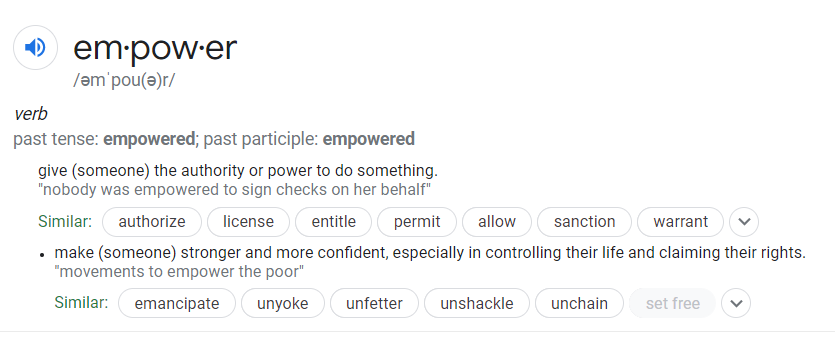 em·pow·er
/əmˈpou(ə)r/
verb
past tense: empowered; past participle: empowered
give (someone) the authority or power to do something.
"nobody was empowered to sign checks on her behalf"
Similar: authorize license entitle permit allow sanction warrant
• make (someone) stronger and more confident, especially in controlling their life and claiming their rights.
"movements to empower the poor"
Similar: emancipate unyoke unfetter unshackle unchain set free